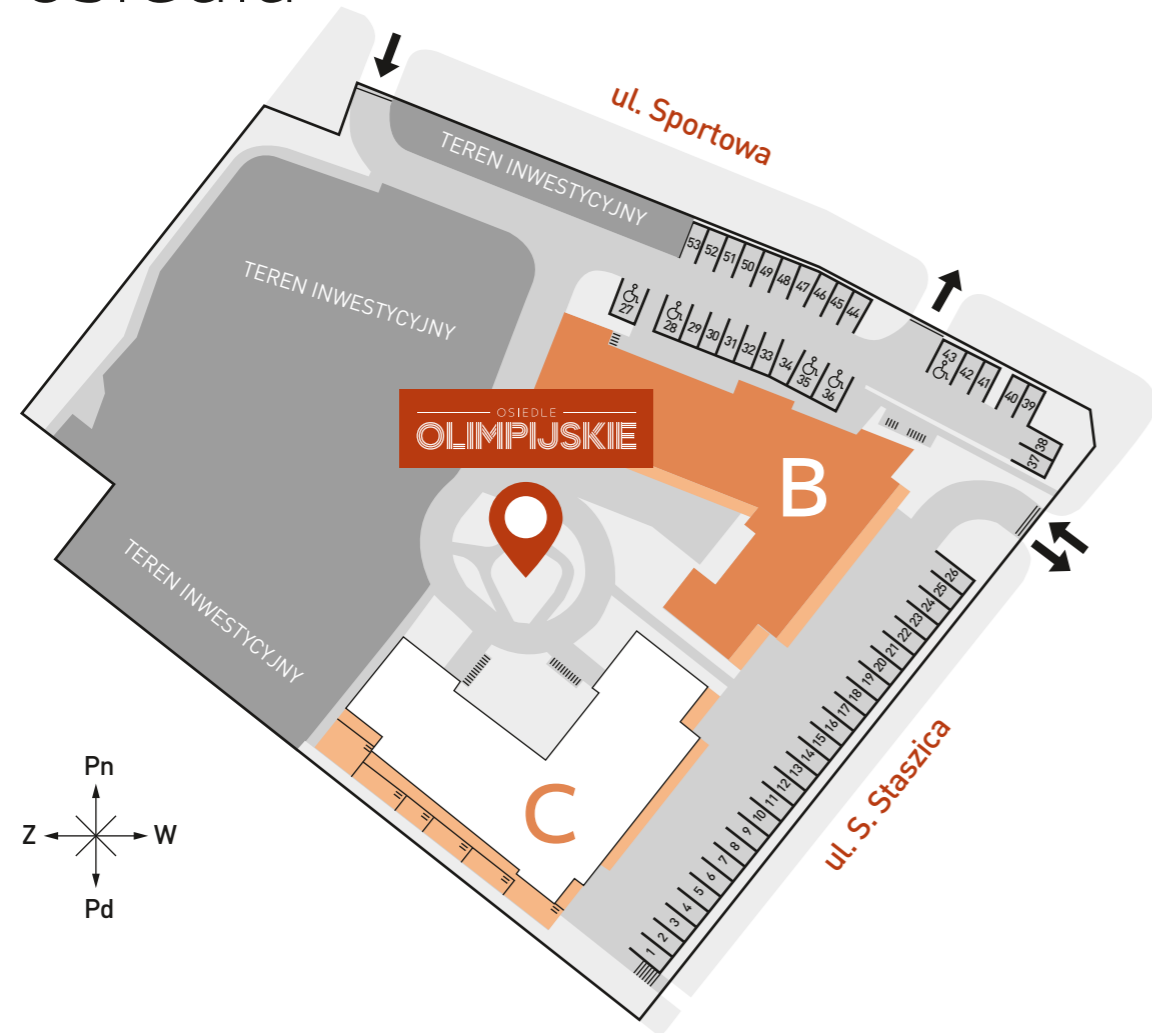 ul. Sportowa
TEREN INWESTYCYJNY
TEREN INWESTYCYJNY
TEREN INWESTYCYJNY
53 52 51 50 49 48 47 46 45 44
27 28 29 30 31 32 33 34 35 36
43 42 41 40 39
38
37
OSIEDLE
OLIMPIJSKIE
B
C
26
25
24
23
22
21
20
19
18
17
16
15
14
13
12
11
10
9
8
7
6
5
4
3
2
1
ul. S. Staszica
Pn
Z W
Pd